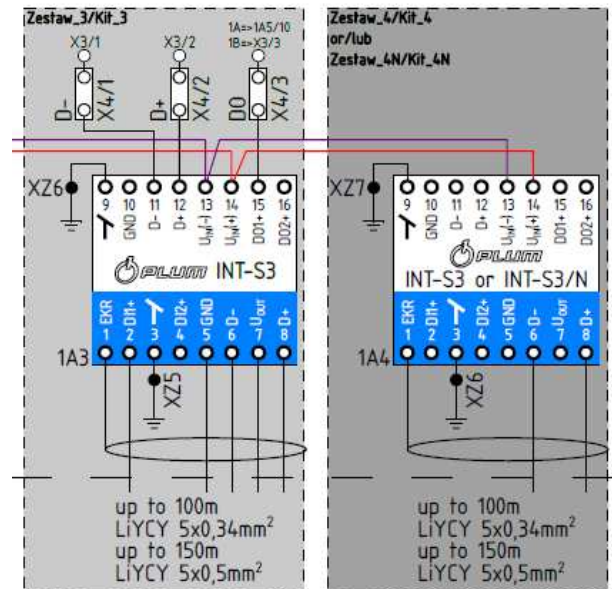 Zestaw_3/Kit_3
X3/1
X3/2
1A=>1A5/10
1B=>X3/3
D-
X4/1
D+
X4/2
DO
X4/3
XZ6
9
10
11
12
13
14
15
16
GND
D-
D+
UIN(-)
UIN(+)
DO1+
DO2+
PLUM INT-S3
EKR
DI1+
DI2+
GND
D-
UOUT
D+
1
2
3
4
5
6
7
8
1A3
XZ5
up to 100m
LiYCY 5x0,34mm²
up to 150m
LiYCY 5x0,5mm²
Zestaw_4/Kit_4
or/lub
Zestaw_4N/Kit_4N
XZ7
9
10
11
12
13
14
15
16
GND
D-
D+
UIN(-)
UIN(+)
DO1+
DO2+
PLUM
INT-S3 or INT-S3/N
EKR
DI1+
DI2+
GND
D-
UOUT
D+
1
2
3
4
5
6
7
8
1A4
XZ6
up to 100m
LiYCY 5x0,34mm²
up to 150m
LiYCY 5x0,5mm²